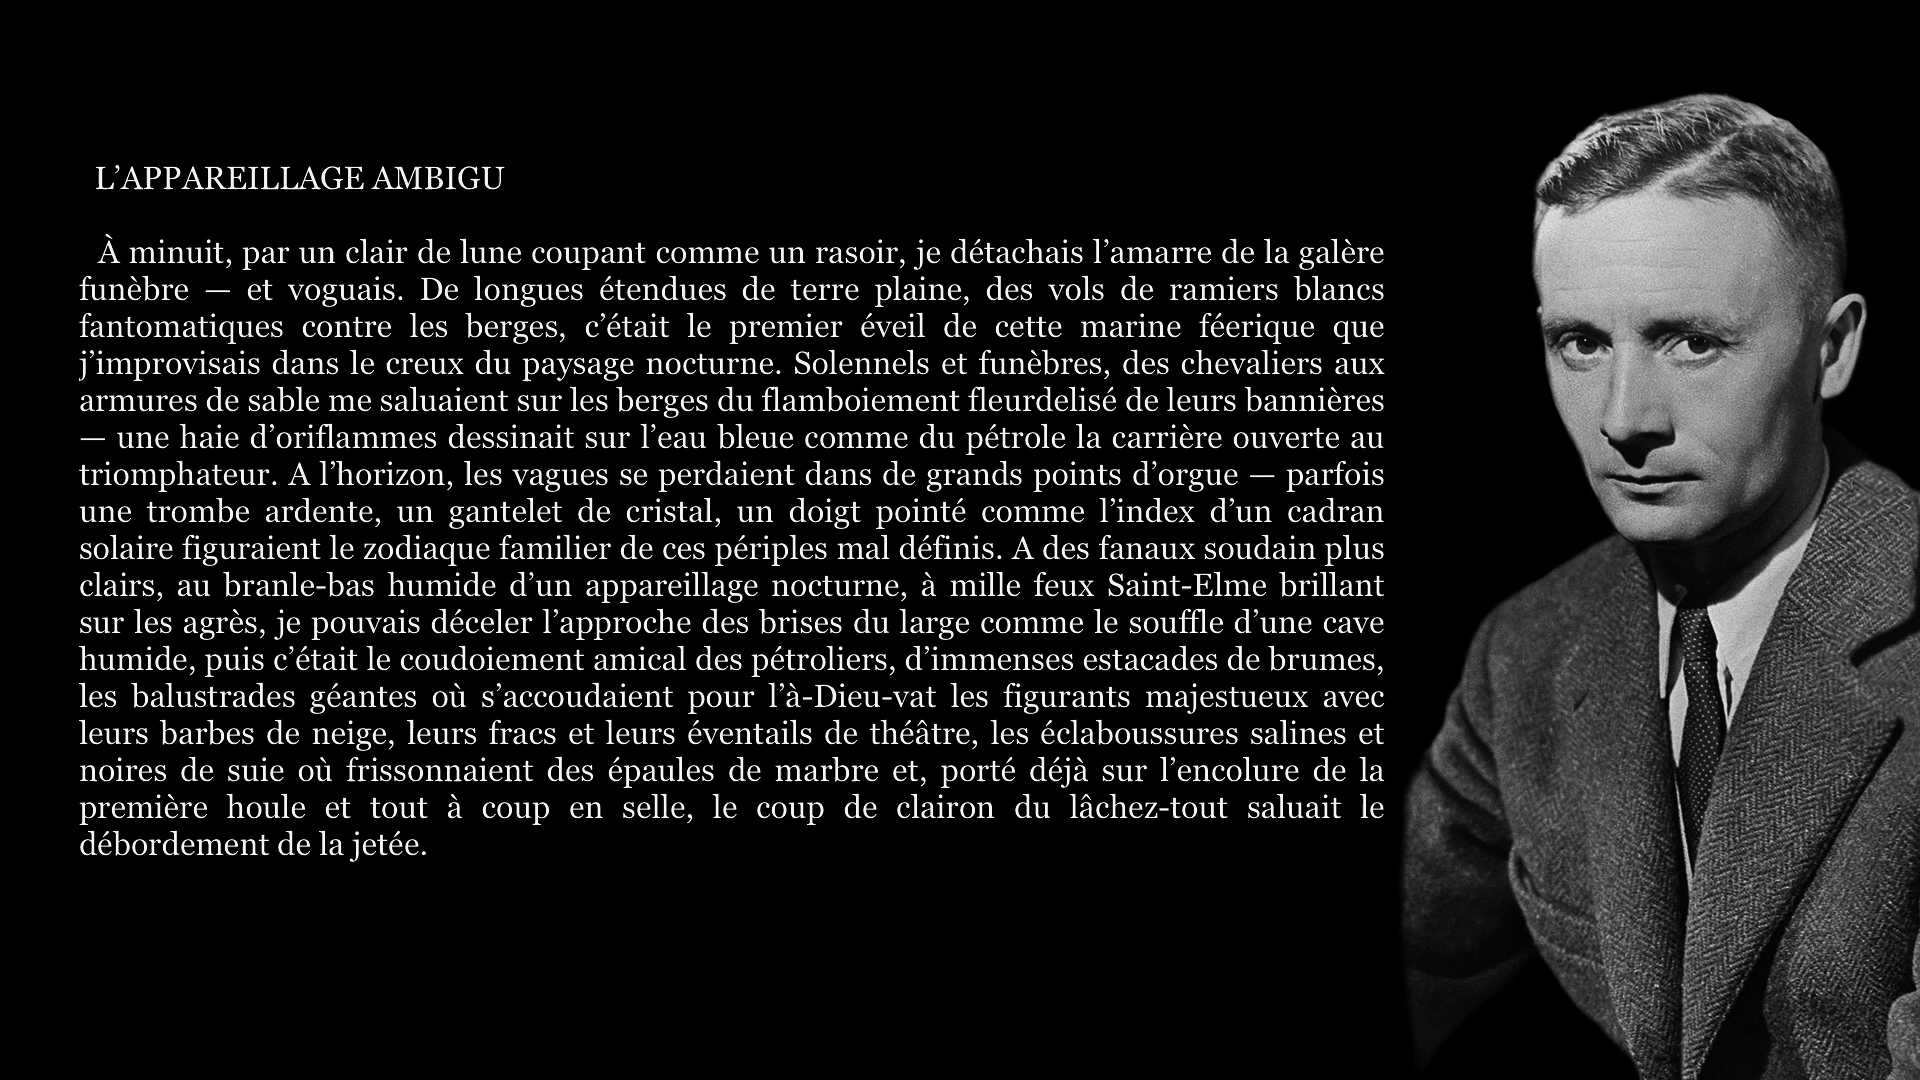 L’APPAREILLAGE AMBIGU
À minuit, par un clair de lune coupant comme un rasoir, je détachais l’amarre de la galère
funèbre — et voguais. De longues étendues de terre plaine, des vols de ramiers blancs
fantomatiques contre les berges, c’était le premier éveil de cette marine féerique que
j’improvisais dans le creux du paysage nocturne. Solennels et funèbres, des chevaliers aux
armures de sable me saluaient sur les berges du flamboiement fleurdelisé de leurs bannières
— une haie d’oriflammes dessinait sur l’eau bleue comme du pétrole la carrière ouverte au
triomphateur. A l’horizon, les vagues se perdaient dans de grands points d’orgue — parfois
une trombe ardente, un gantelet de cristal, un doigt pointé comme l’index d’un cadran
solaire figuraient le zodiaque familier de ces périples mal définis. A des fanaux soudain plus
clairs, au branle-bas humide d’un appareillage nocturne, à mille feux Saint-Elme brillant
sur les agrès, je pouvais déceler l’approche des brises du large comme le souffle d’une cave
humide, puis c’était le coudoiement amical des pétroliers, d’immenses estacades de brumes,
les balustrades géantes où s’accoudaient pour l’à-Dieu-vat les figurants majestueux avec
leurs barbes de neige, leurs fracs et leurs éventails de théâtre, les éclaboussures salines et
noires de suie où frissonnaient des épaules de marbre et, porté déjà sur l’encolure de la
première houle et tout à coup en selle, le coup de clairon du lâchez-tout saluait le
débordement de la jetée.